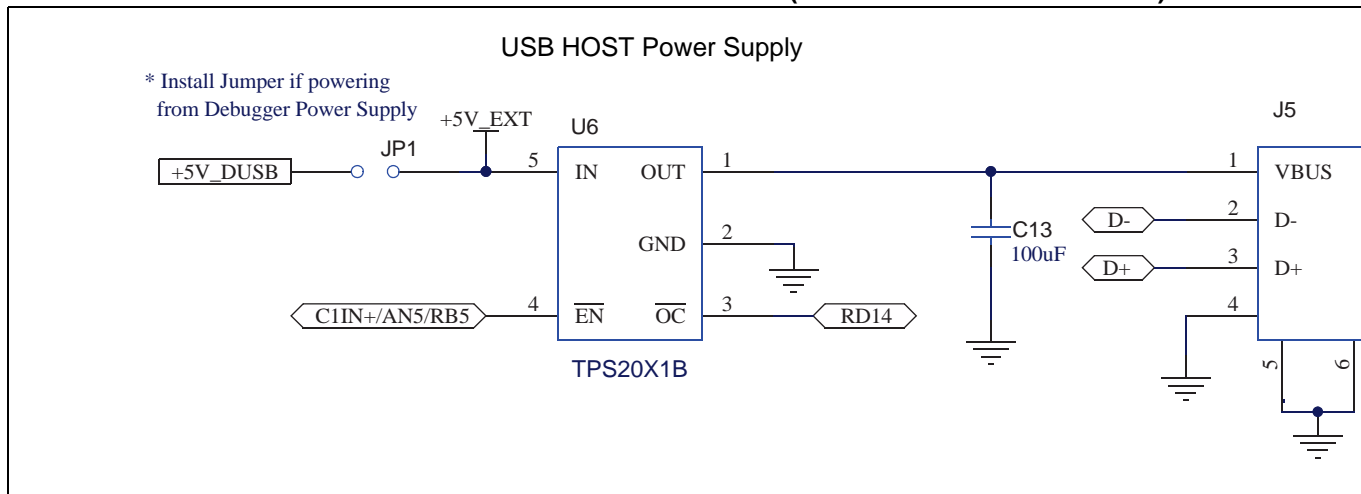 USB HOST Power Supply
* Install Jumper if powering
from Debugger Power Supply
+5V_EXT
U6
J5
JP1
+5V_DUSB
5
IN
OUT
1
1
VBUS
D-
2
D-
GND
2
C13
100uF
D+
3
D+
C1IN+/AN5/RB5
4
EN
OC
3
RD14
4
TPS20X1B
5
6